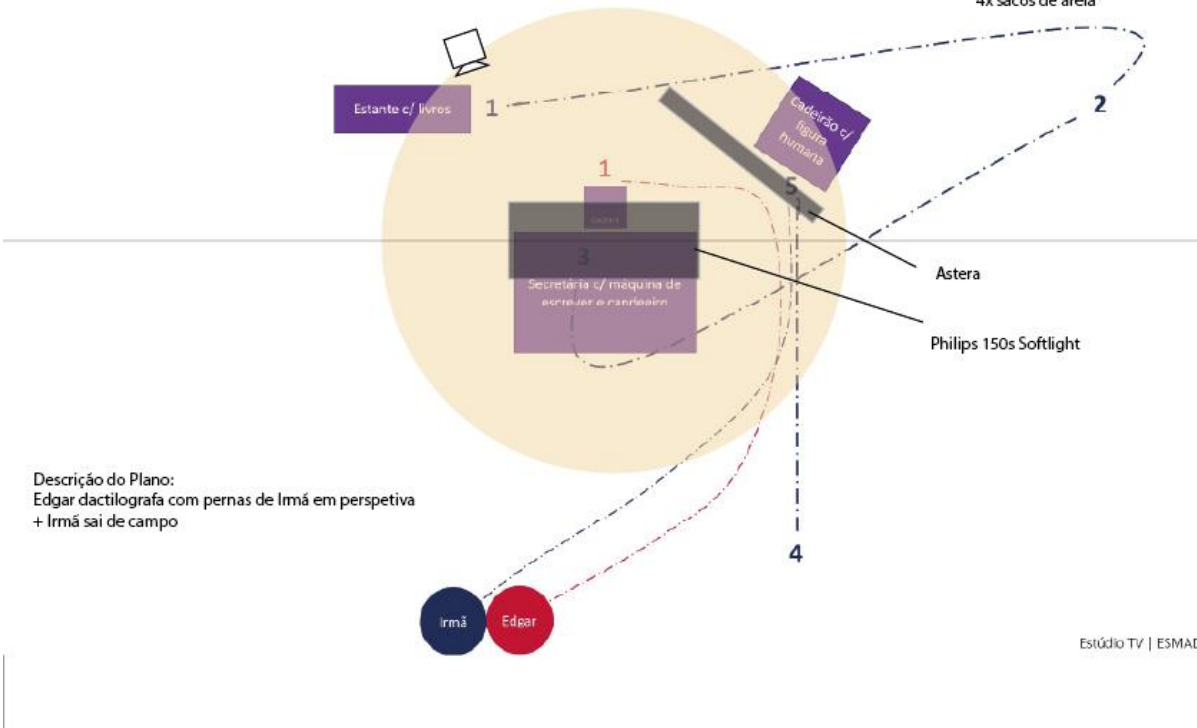 4x sacos de areia
Estante c/ livros
1
Cadeirão c/
figura
humana
2
1
5
3
Secretária c/ maquina de
escrever e candeeiro
Astera
Philips 150s Softlight
Descrição do Plano:
Edgar dactilografa com pernas de Irmã em perspetiva
+ Irmã sai de campo
4
Irmã
Edgar
Estúdio TV | ESMAD